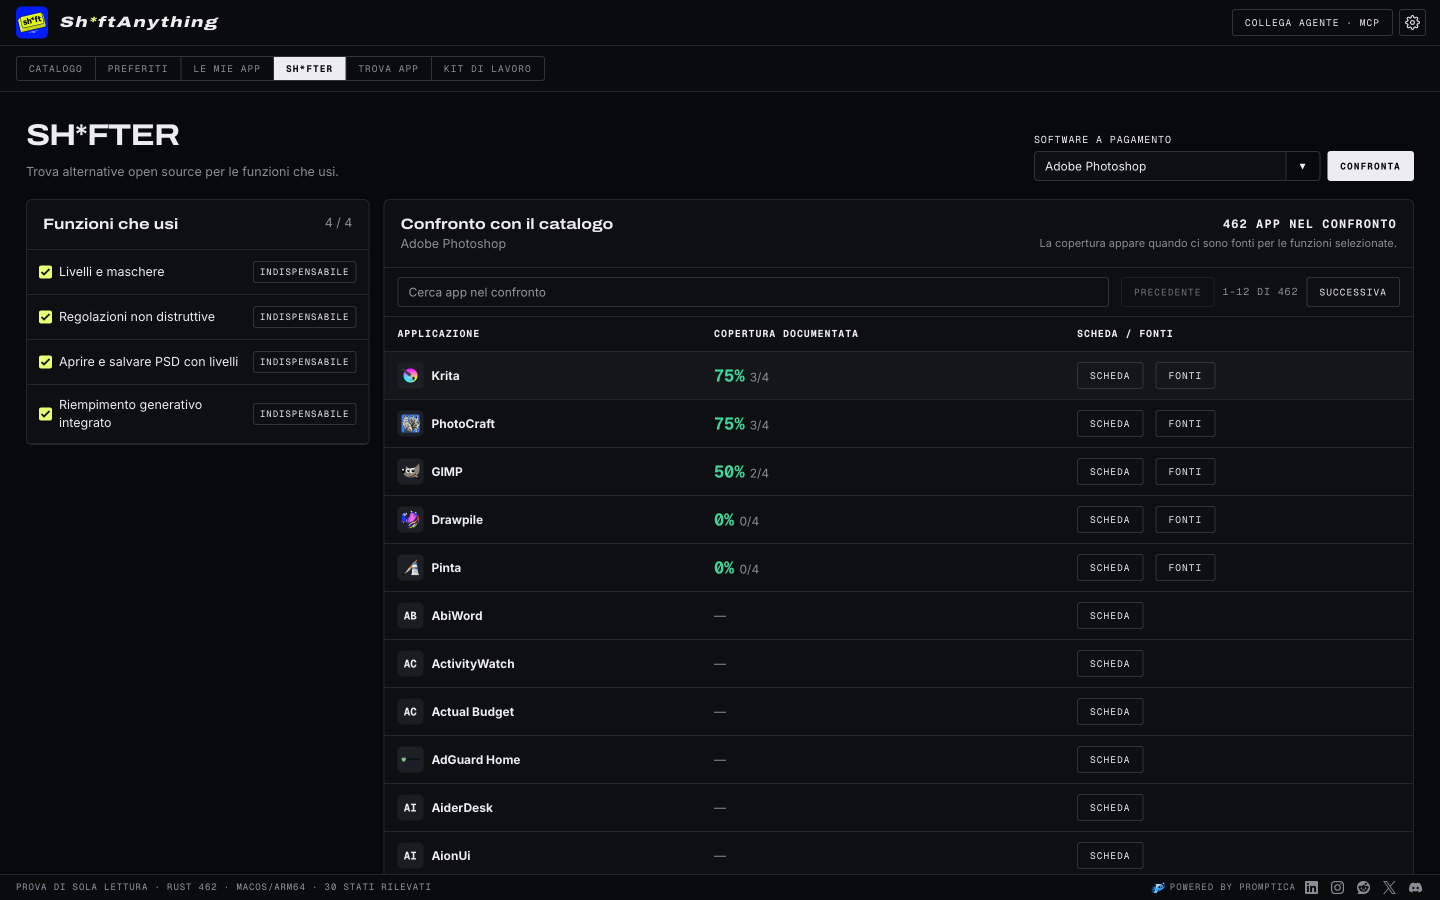 sh*ft
Sh*ftAnything
COLLEGA AGENTE · MCP
CATALOGO
PREFERITI
LE MIE APP
SH*FTER
TROVA APP
KIT DI LAVORO
SH*FTER
Trova alternative open source per le funzioni che usi.
SOFTWARE A PAGAMENTO
Adobe Photoshop
CONFRONTA
Funzioni che usi
4 / 4
Livelli e maschere
INDISPENSABILE
Regolazioni non distruttive
INDISPENSABILE
Aprire e salvare PSD con livelli
INDISPENSABILE
Riempimento generativo
integrato
INDISPENSABILE
Confronto con il catalogo
Adobe Photoshop
462 APP NEL CONFRONTO
La copertura appare quando ci sono fonti per le funzioni selezionate.
Cerca app nel confronto
PRECEDENTE
1–12 DI 462
SUCCESSIVA
APPLICAZIONE
COPERTURA DOCUMENTATA
SCHEDA / FONTI
Krita
75% 3/4
SCHEDA
FONTI
PhotoCraft
75% 3/4
SCHEDA
FONTI
GIMP
50% 2/4
SCHEDA
FONTI
Drawpile
0% 0/4
SCHEDA
FONTI
Pinta
0% 0/4
SCHEDA
FONTI
AB
AbiWord
—
SCHEDA
AC
ActivityWatch
—
SCHEDA
AC
Actual Budget
—
SCHEDA
AdGuard Home
—
SCHEDA
AI
AiderDesk
—
SCHEDA
AI
AionUi
—
SCHEDA
PROVA DI SOLA LETTURA · RUST 462 · MACOS/ARM64 · 30 STATI RILEVATI
POWERED BY PROMPTICA